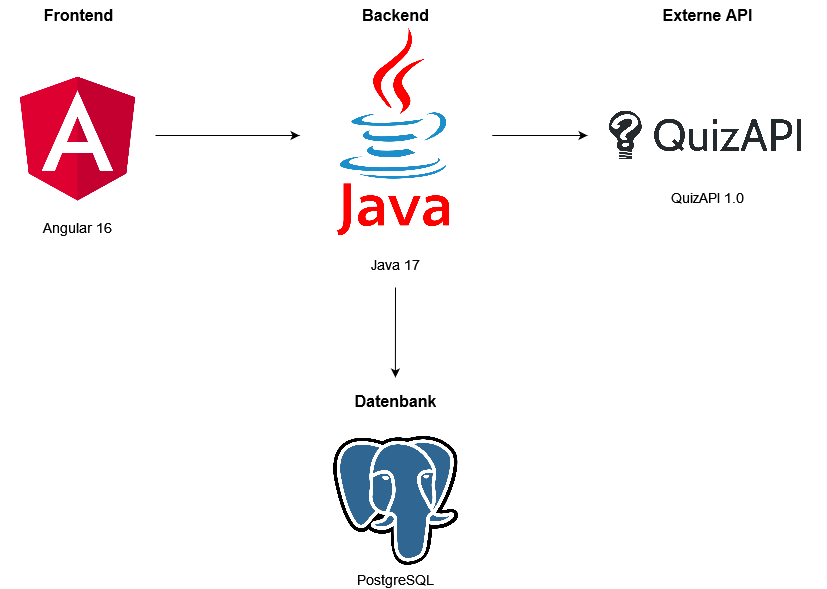 Frontend
Backend
Externe API
A
Java
QuizAPI
Angular 16
Java 17
QuizAPI 1.0
Datenbank
PostgreSQL